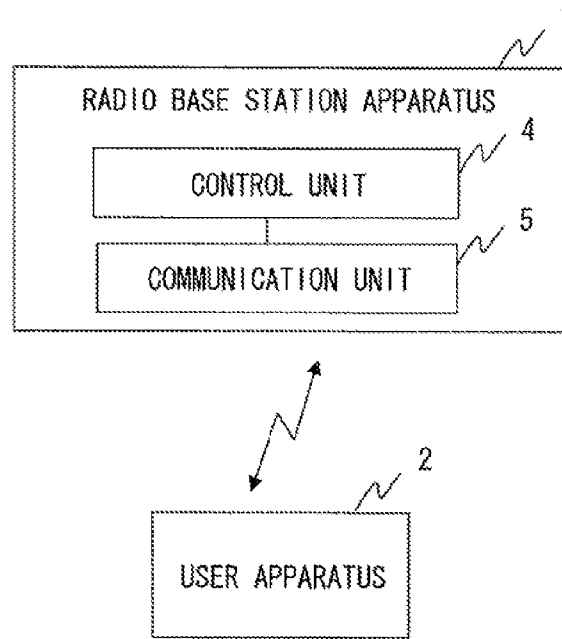 RADIO BASE STATION APPARATUS
4
CONTROL UNIT
5
COMMUNICATION UNIT
2
USER APPARATUS